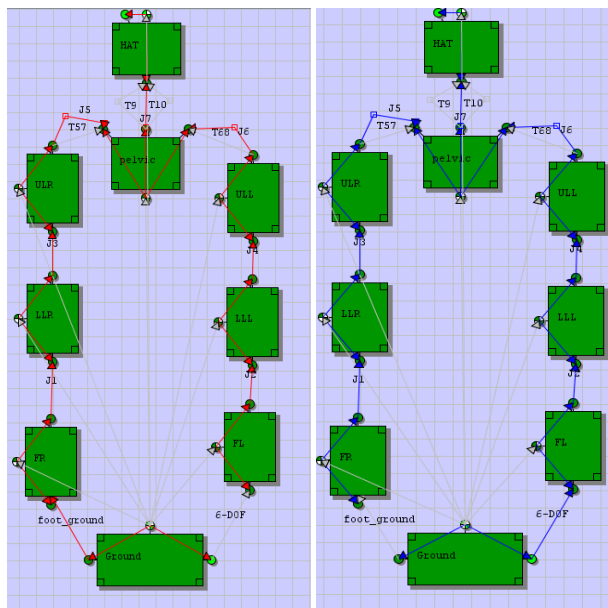 HAT
T9 T10
J5
J7
T57
T68 J6
pelvic
ULR
ULL
J3
J4
LLR
LLL
J1
FR
FL
foot_ground
6-DOF
Ground
HAT
T9 T10
J5
J7
T57
T68 J6
pelvic
ULR
ULL
J3
J4
LLR
LLL
J1
FR
FL
foot_ground
6-DOF
Ground